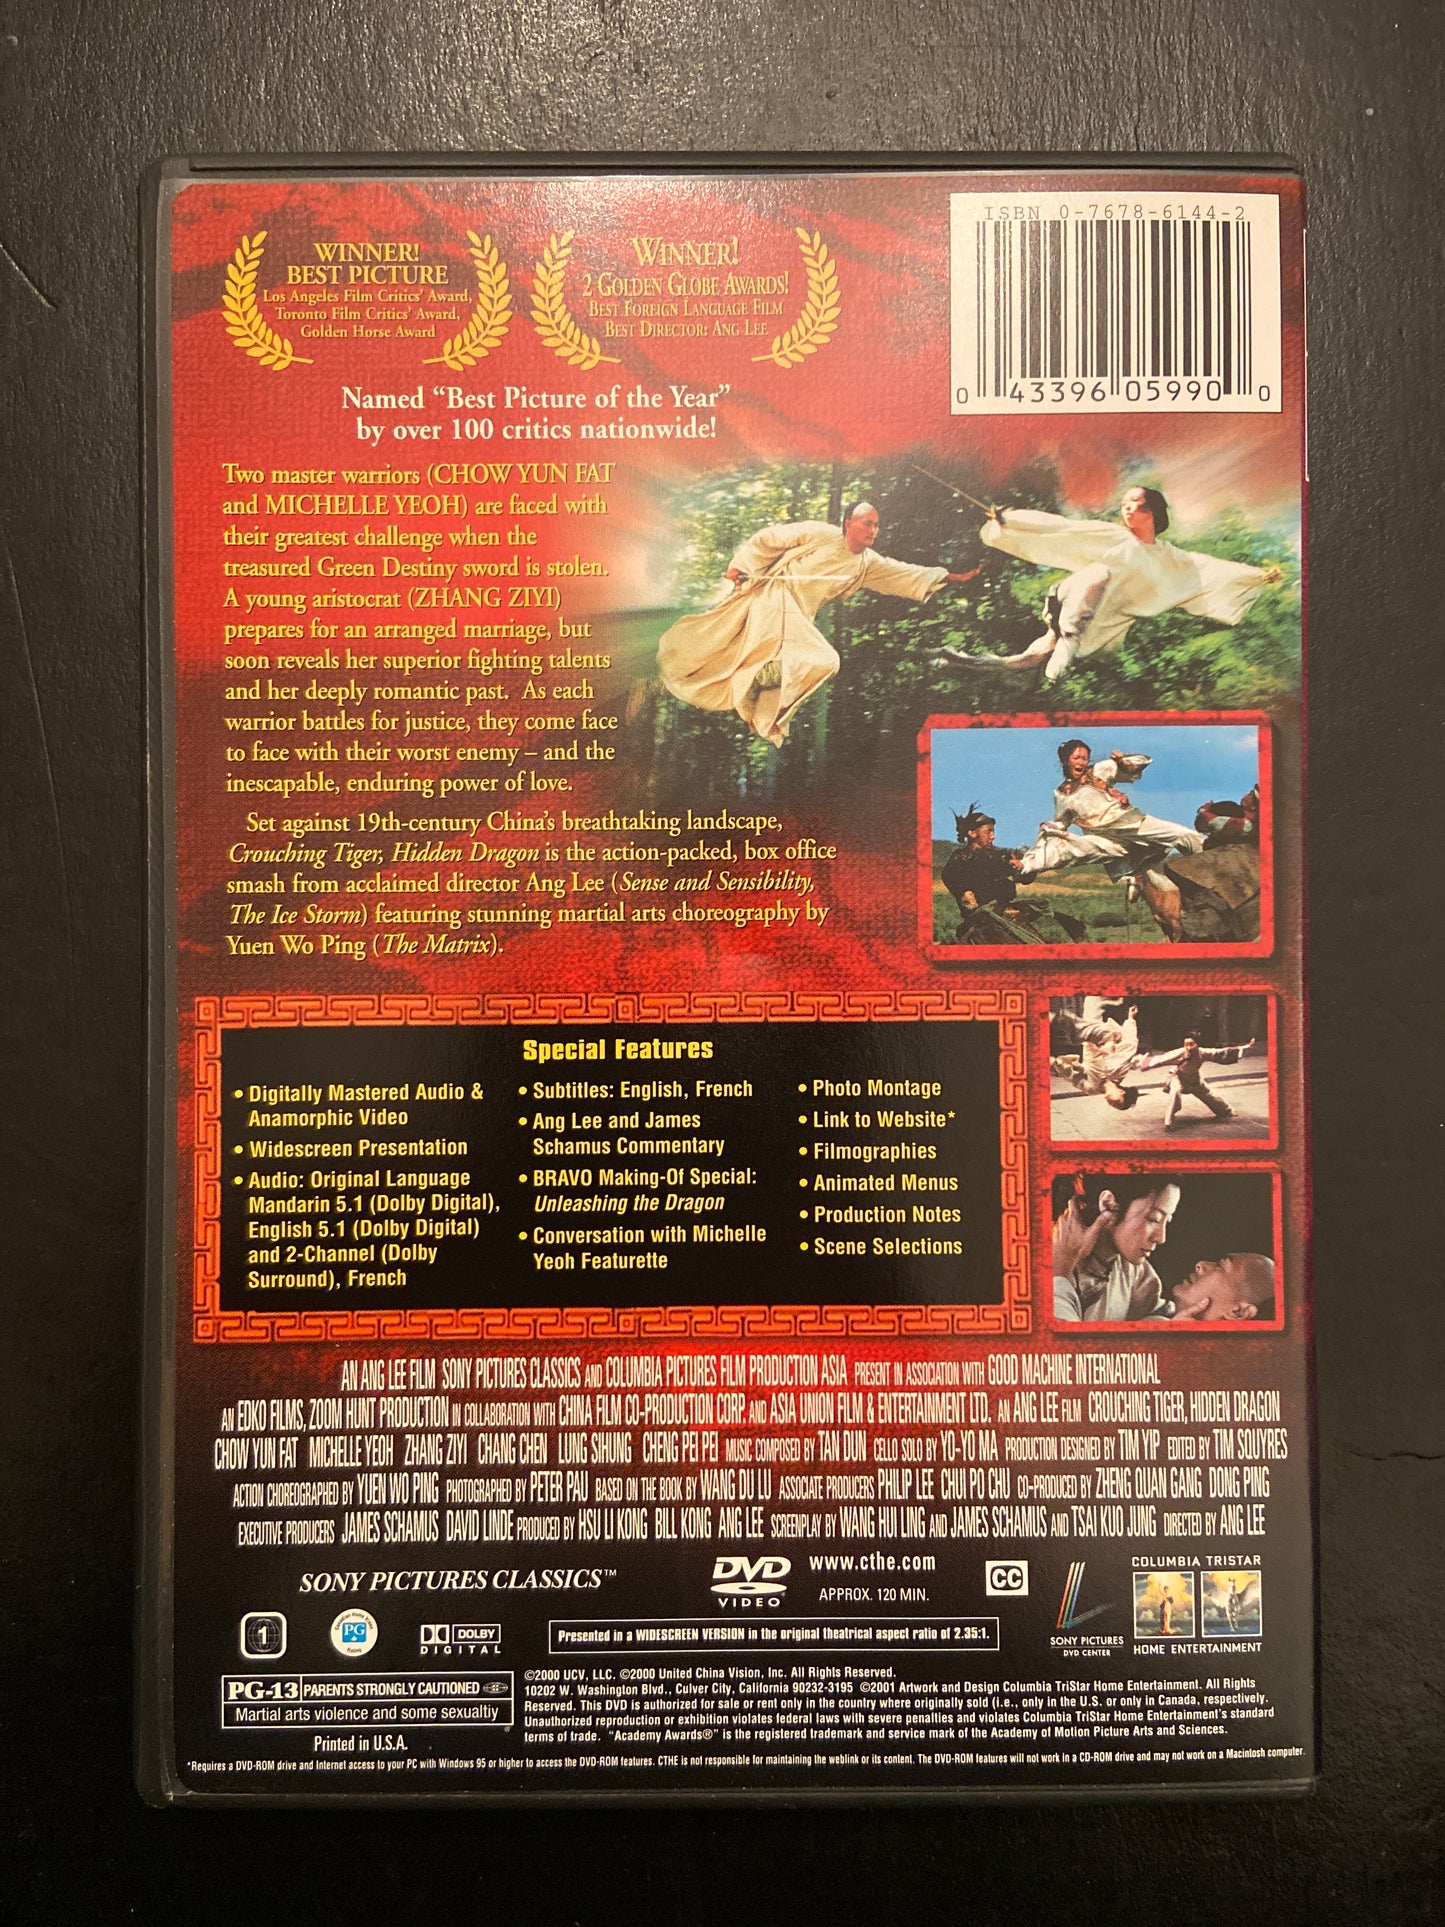 ISBN 0-7678-6144-2
0 43396 05990 0
WINNER!
BEST PICTURE
Los Angeles Film Critics' Award,
Toronto Film Critics' Award,
Golden Horse Award
WINNER!
2 GOLDEN GLOBE AWARDS!
BEST FOREIGN LANGUAGE FILM
BEST DIRECTOR: ANG LEE
Named “Best Picture of the Year”
by over 100 critics nationwide!
Two master warriors (CHOW YUN FAT
and MICHELLE YEOH) are faced with
their greatest challenge when the
treasured Green Destiny sword is stolen.
A young aristocrat (ZHANG ZIYI)
prepares for an arranged marriage, but
soon reveals her superior fighting talents
and her deeply romantic past. As each
warrior battles for justice, they come face
to face with their worst enemy – and the
inescapable, enduring power of love.
Set against 19th-century China's breathtaking landscape,
Crouching Tiger, Hidden Dragon is the action-packed, box office
smash from acclaimed director Ang Lee (Sense and Sensibility,
The Ice Storm) featuring stunning martial arts choreography by
Yuen Wo Ping (The Matrix).
Special Features
• Digitally Mastered Audio &
Anamorphic Video
• Widescreen Presentation
• Audio: Original Language
Mandarin 5.1 (Dolby Digital),
English 5.1 (Dolby Digital)
and 2-Channel (Dolby
Surround), French
• Subtitles: English, French
• Ang Lee and James
Schamus Commentary
• BRAVO Making-Of Special:
Unleashing the Dragon
• Conversation with Michelle
Yeoh Featurette
• Photo Montage
• Link to Website*
• Filmographies
• Animated Menus
• Production Notes
• Scene Selections
AN ANG LEE FILM SONY PICTURES CLASSICS AND COLUMBIA PICTURES FILM PRODUCTION ASIA PRESENT IN ASSOCIATION WITH GOOD MACHINE INTERNATIONAL
AN EDKO FILMS, ZOOM HUNT PRODUCTION IN COLLABORATION WITH CHINA FILM CO-PRODUCTION CORP. AND ASIA UNION FILM & ENTERTAINMENT LTD. AN ANG LEE FILM CROUCHING TIGER, HIDDEN DRAGON
CHOW YUN FAT MICHELLE YEOH ZHANG ZIYI CHANG CHEN LUNG SIHUNG CHENG PEI PEI MUSIC COMPOSED BY TAN DUN CELLO SOLO BY YO-YO MA PRODUCTION DESIGNED BY TIM YIP EDITED BY TIM SQUYRES
ACTION CHOREOGRAPHED BY YUEN WO PING PHOTOGRAPHED BY PETER PAU BASED ON THE BOOK BY WANG DU LU ASSOCIATE PRODUCERS PHILIP LEE CHUI PO CHU CO-PRODUCED BY ZHENG QUAN GANG DONG PING
EXECUTIVE PRODUCERS JAMES SCHAMUS DAVID LINDE PRODUCED BY HSU LI KONG BILL KONG ANG LEE SCREENPLAY BY WANG HUI LING AND JAMES SCHAMUS AND TSAI KUO JUNG DIRECTED BY ANG LEE
SONY PICTURES CLASSICS™
DVD
VIDEO
www.cthe.com
APPROX. 120 MIN.
CC
SONY PICTURES
DVD CENTER
COLUMBIA TRISTAR
HOME ENTERTAINMENT
1
PG
DOLBY
DIGITAL
Presented in a WIDESCREEN VERSION in the original theatrical aspect ratio of 2.35:1.
PG-13 PARENTS STRONGLY CAUTIONED
Martial arts violence and some sexualtiy
®
Printed in U.S.A.
©2000 UCV, LLC. ©2000 United China Vision, Inc. All Rights Reserved.
10202 W. Washington Blvd., Culver City, California 90232-3195 ©2001 Artwork and Design Columbia TriStar Home Entertainment. All Rights
Reserved. This DVD is authorized for sale or rent only in the country where originally sold (i.e., only in the U.S. or only in Canada, respectively.
Unauthorized reproduction or exhibition violates federal laws with severe penalties and violates Columbia TriStar Home Entertainment's standard
terms of trade. “Academy Awards®” is the registered trademark and service mark of the Academy of Motion Picture Arts and Sciences.
*Requires a DVD-ROM drive and Internet access to your PC with Windows 95 or higher to access the DVD-ROM features. CTHE is not responsible for maintaining the weblink or its content. The DVD-ROM features will not work in a CD-ROM drive and may not work on a Macintosh computer.